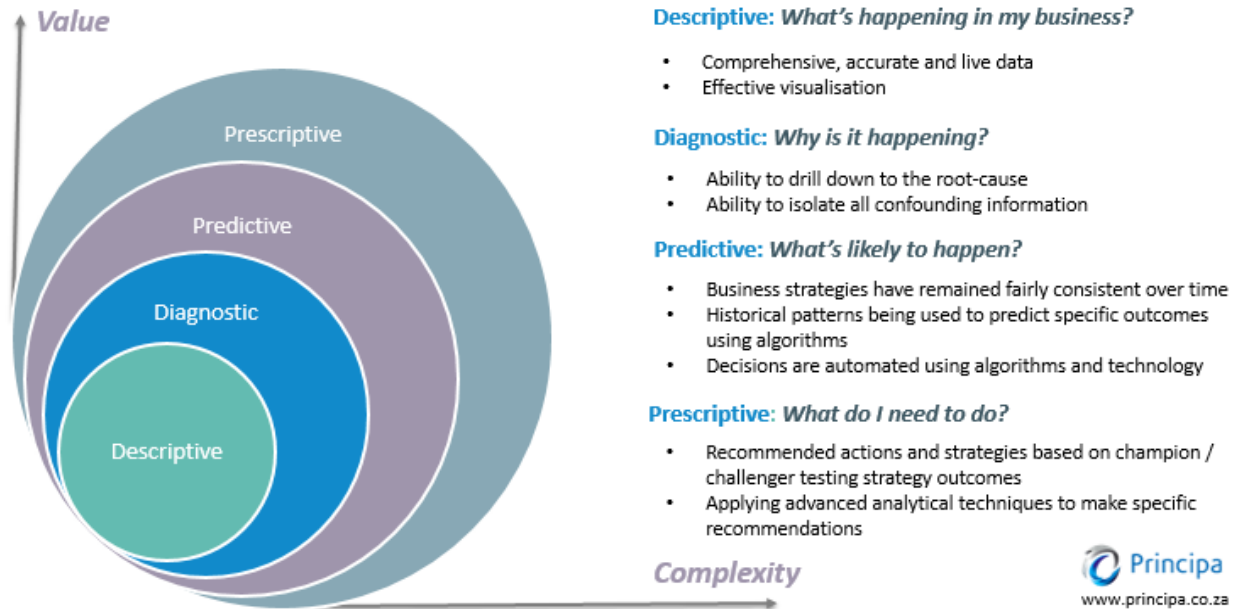 Value
Prescriptive
Predictive
Diagnostic
Descriptive
Descriptive: What's happening in my business?
• Comprehensive, accurate and live data
• Effective visualisation
Diagnostic: Why is it happening?
• Ability to drill down to the root-cause
• Ability to isolate all confounding information
Predictive: What's likely to happen?
• Business strategies have remained fairly consistent over time
• Historical patterns being used to predict specific outcomes
using algorithms
• Decisions are automated using algorithms and technology
Prescriptive: What do I need to do?
• Recommended actions and strategies based on champion /
challenger testing strategy outcomes
• Applying advanced analytical techniques to make specific
recommendations
Complexity
Principa
www.principa.co.za